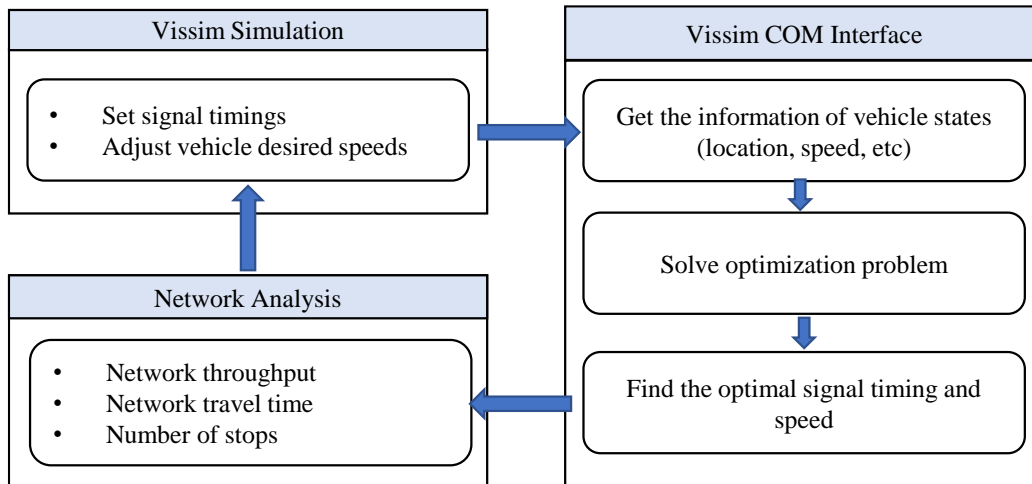 Vissim Simulation
• Set signal timings
• Adjust vehicle desired speeds
Vissim COM Interface
Get the information of vehicle states
(location, speed, etc)
Solve optimization problem
Find the optimal signal timing and
speed
Network Analysis
• Network throughput
• Network travel time
• Number of stops